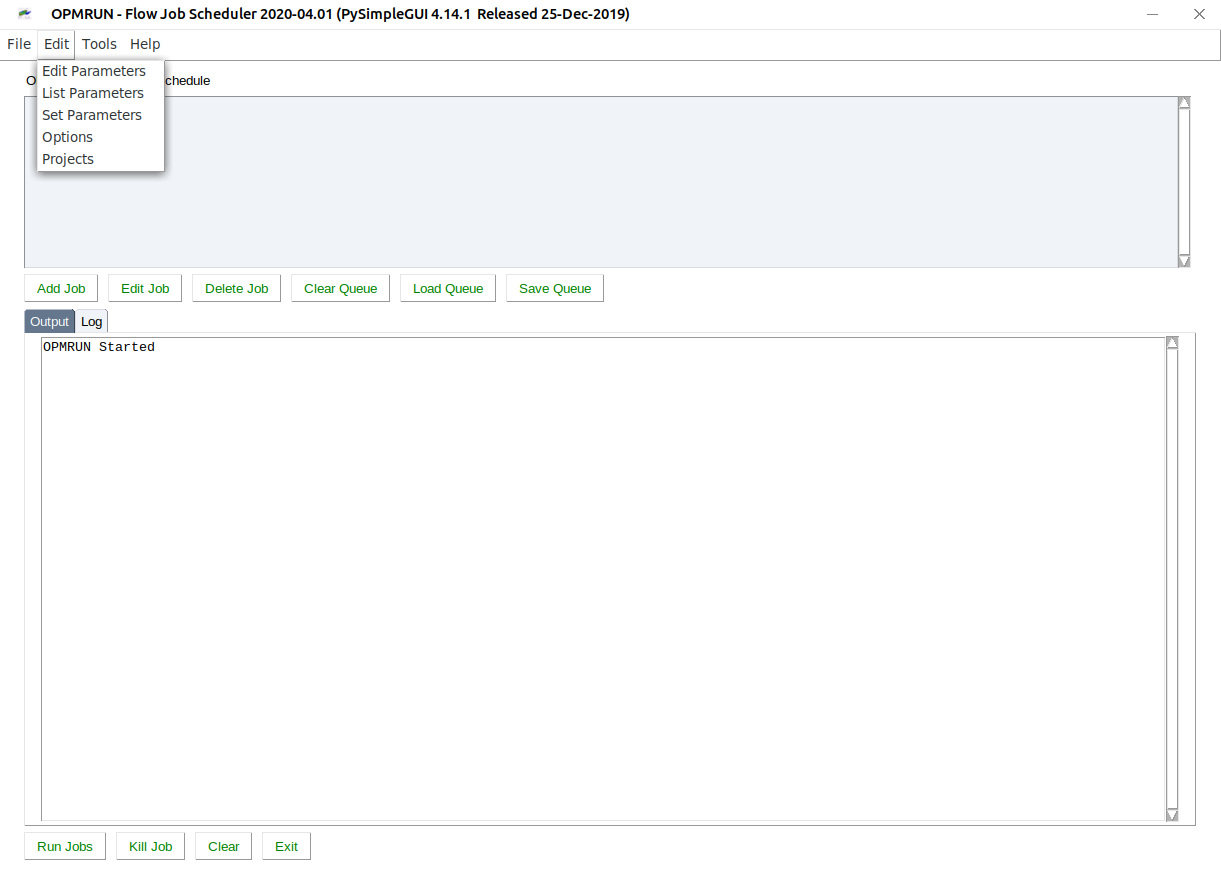 OPMRUN - Flow Job Scheduler 2020-04.01 (PySimpleGUI 4.14.1 Released 25-Dec-2019)
File Edit Tools Help
Edit Parameters
List Parameters
Set Parameters
Options
Projects
Add Job Edit Job Delete Job Clear Queue Load Queue Save Queue
Output Log
OPMRUN Started
Run Jobs Kill Job Clear Exit